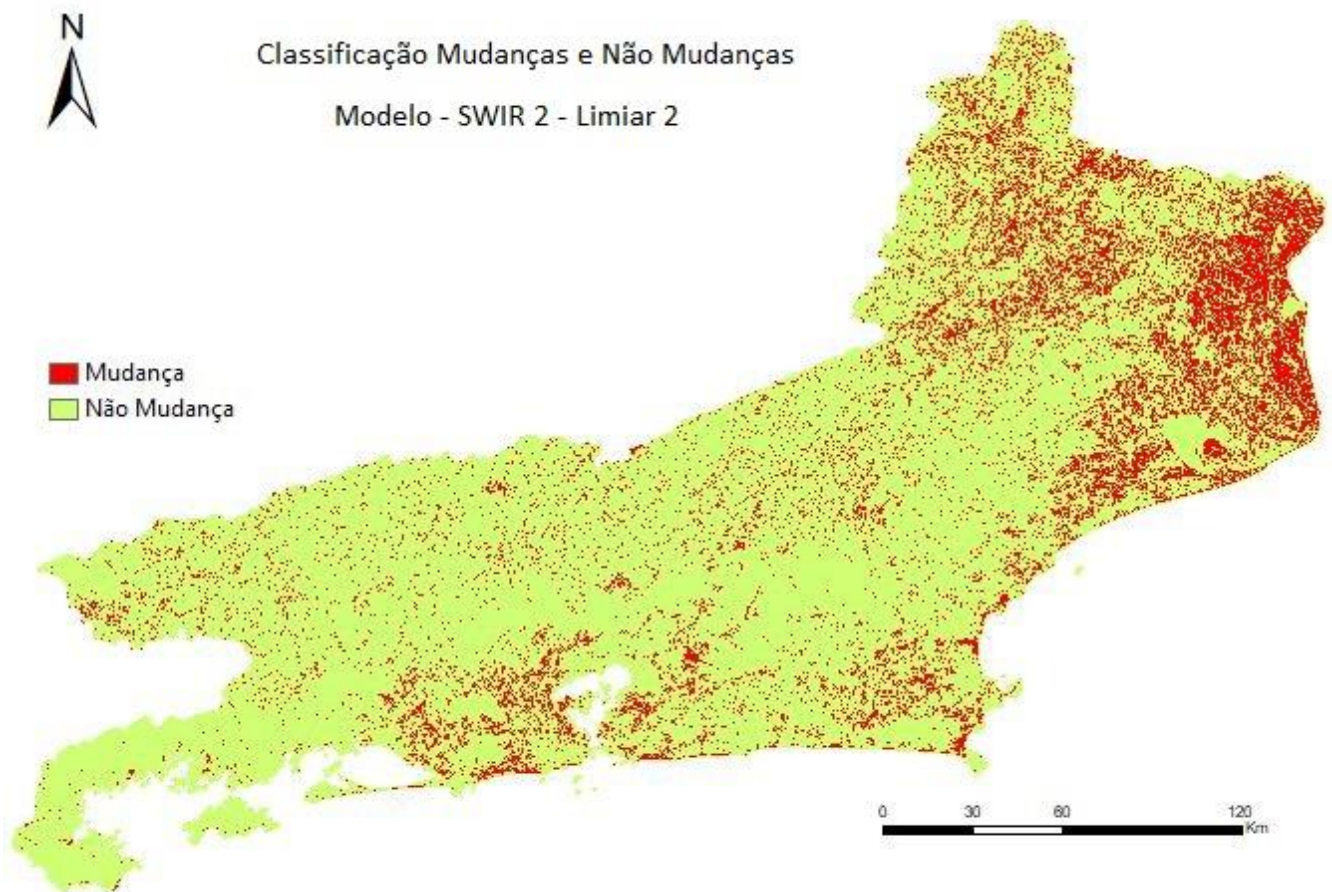 N
Classificação Mudanças e Não Mudanças
Modelo - SWIR 2 - Limiar 2
Mudança
Não Mudança
0 30 60 120
Km